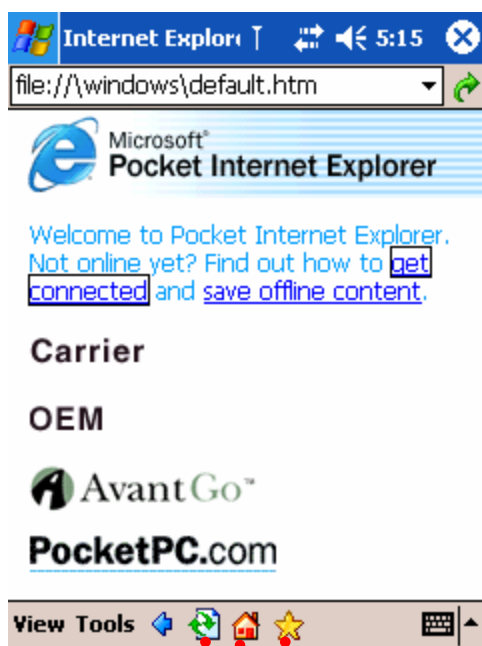 Internet Explor 5:15
file://\windows\default.htm
Microsoft®
Pocket Internet Explorer
Welcome to Pocket Internet Explorer.
Not online yet? Find out how to get
connected and save offline content.
Carrier
OEM
AvantGo™
PocketPC.com
View Tools